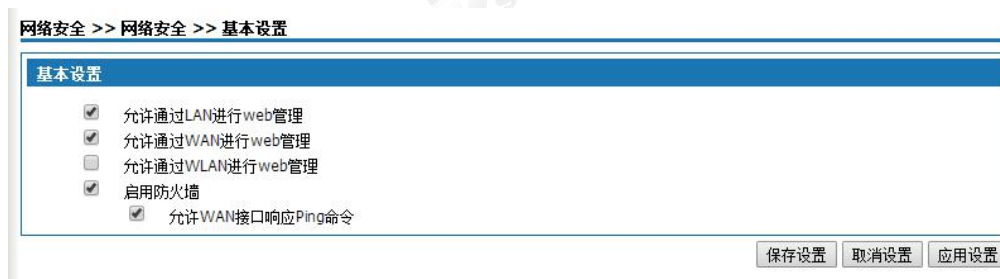 网络安全 >> 网络安全 >> 基本设置
基本设置
允许通过LAN进行web管理
允许通过WAN进行web管理
允许通过WLAN进行web管理
启用防火墙
允许WAN接口响应Ping命令
保存设置 取消设置 应用设置